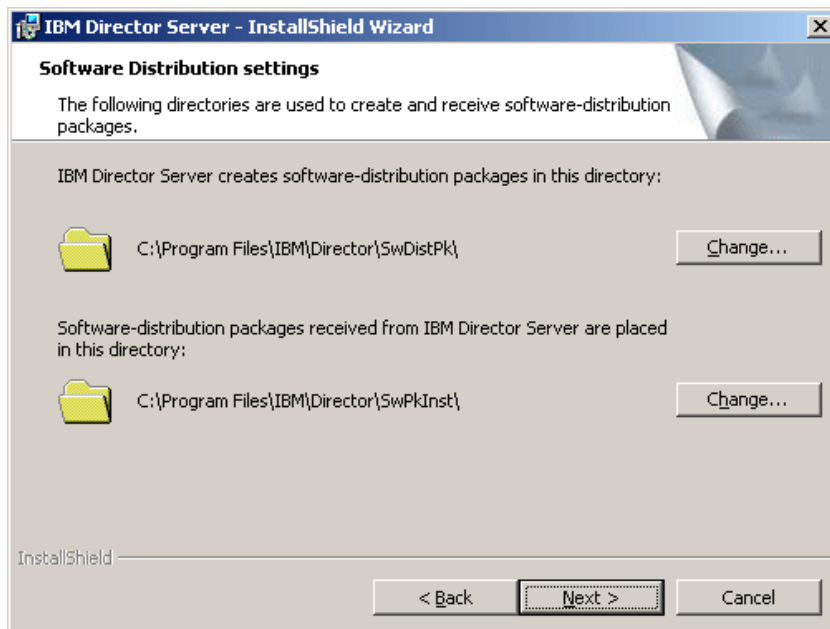 IBM Director Server - InstallShield Wizard
Software Distribution settings
The following directories are used to create and receive software-distribution
packages.
IBM Director Server creates software-distribution packages in this directory:
C:\Program Files\IBM\Director\SwDistPk\
Change...
Software-distribution packages received from IBM Director Server are placed
in this directory:
C:\Program Files\IBM\Director\SwPkInst\
Change...
InstallShield
< Back
Next >
Cancel